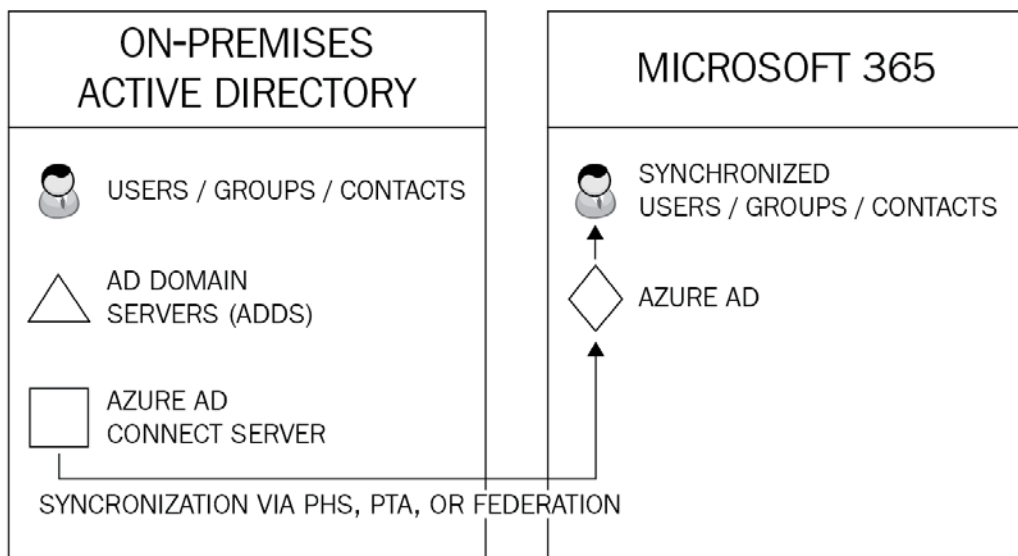 ON-PREMISES
ACTIVE DIRECTORY
USERS / GROUPS / CONTACTS
AD DOMAIN
SERVERS (ADDS)
AZURE AD
CONNECT SERVER
SYNCRONIZATION VIA PHS, PTA, OR FEDERATION
MICROSOFT 365
SYNCHRONIZED
USERS / GROUPS / CONTACTS
AZURE AD